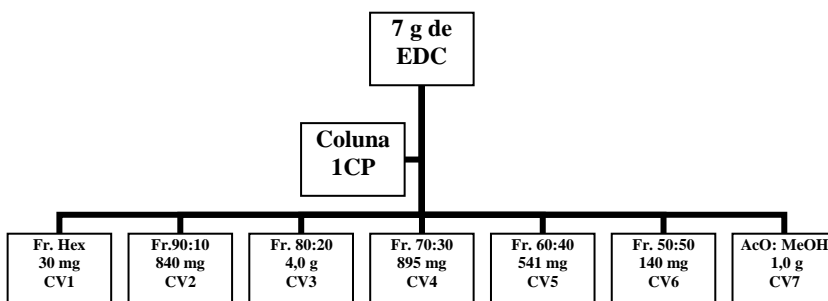 7 g de
EDC
Coluna
1CP
Fr. Hex
30 mg
CV1
Fr.90:10
840 mg
CV2
Fr. 80:20
4,0 g
CV3
Fr. 70:30
895 mg
CV4
Fr. 60:40
541 mg
CV5
Fr. 50:50
140 mg
CV6
AcO: MeOH
1,0 g
CV7